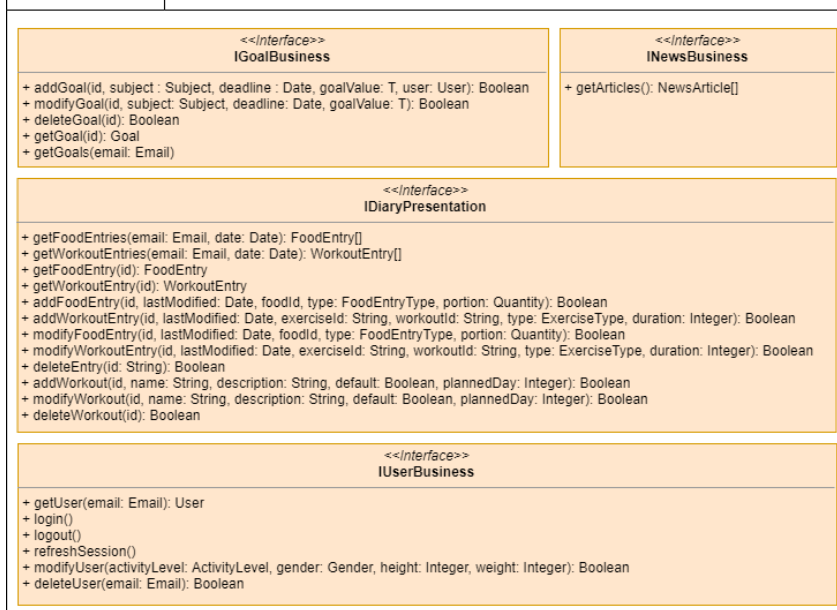 <<Interface>>
IGoalBusiness
+ addGoal(id, subject : Subject, deadline : Date, goalValue: T, user: User): Boolean
+ modifyGoal(id, subject: Subject, deadline: Date, goalValue: T): Boolean
+ deleteGoal(id): Boolean
+ getGoal(id): Goal
+ getGoals(email: Email)
<<Interface>>
INewsBusiness
+ getArticles(): NewsArticle[]
<<Interface>>
IDiaryPresentation
+ getFoodEntries(email: Email, date: Date): FoodEntry[]
+ getWorkoutEntries(email: Email, date: Date): WorkoutEntry[]
+ getFoodEntry(id): FoodEntry
+ getWorkoutEntry(id): WorkoutEntry
+ addFoodEntry(id, lastModified: Date, foodId, type: FoodEntryType, portion: Quantity): Boolean
+ addWorkoutEntry(id, lastModified: Date, exerciseId: String, workoutId: String, type: ExerciseType, duration: Integer): Boolean
+ modifyFoodEntry(id, lastModified: Date, foodId, type: FoodEntryType, portion: Quantity): Boolean
+ modifyWorkoutEntry(id, lastModified: Date, exerciseId: String, workoutId: String, type: ExerciseType, duration: Integer): Boolean
+ deleteEntry(id: String): Boolean
+ addWorkout(id, name: String, description: String, default: Boolean, plannedDay: Integer): Boolean
+ modifyWorkout(id, name: String, description: String, default: Boolean, plannedDay: Integer): Boolean
+ deleteWorkout(id): Boolean
<<Interface>>
IUserBusiness
+ getUser(email: Email): User
+ login()
+ logout()
+ refreshSession()
+ modifyUser(activityLevel: ActivityLevel, gender: Gender, height: Integer, weight: Integer): Boolean
+ deleteUser(email: Email): Boolean